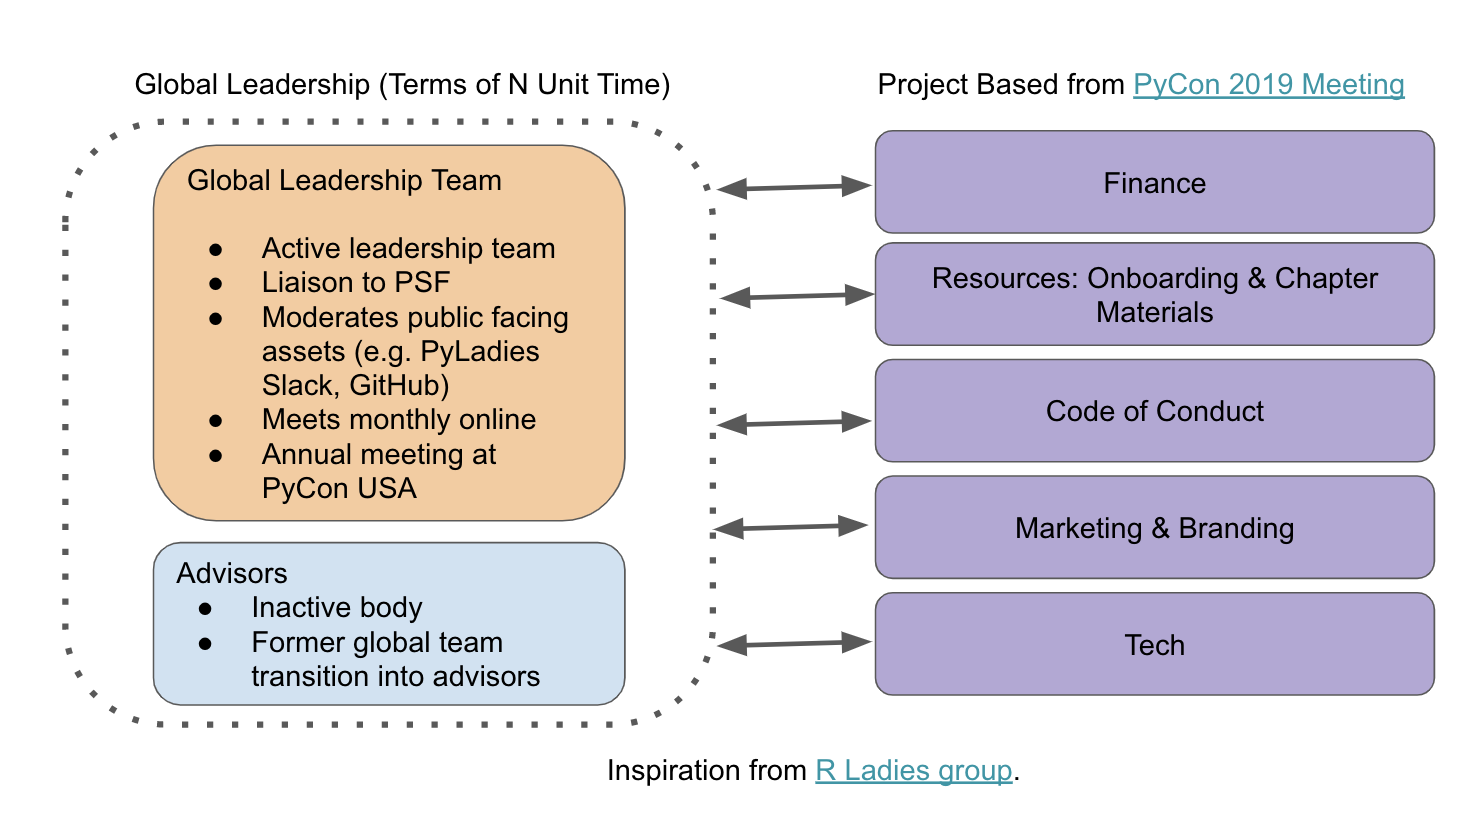 Global Leadership (Terms of N Unit Time)
Project Based from PyCon 2019 Meeting
Global Leadership Team
● Active leadership team
● Liaison to PSF
● Moderates public facing
assets (e.g. PyLadies
Slack, GitHub)
● Meets monthly online
● Annual meeting at
PyCon USA
Advisors
● Inactive body
● Former global team
transition into advisors
Finance
Resources: Onboarding & Chapter
Materials
Code of Conduct
Marketing & Branding
Tech
Inspiration from R Ladies group.